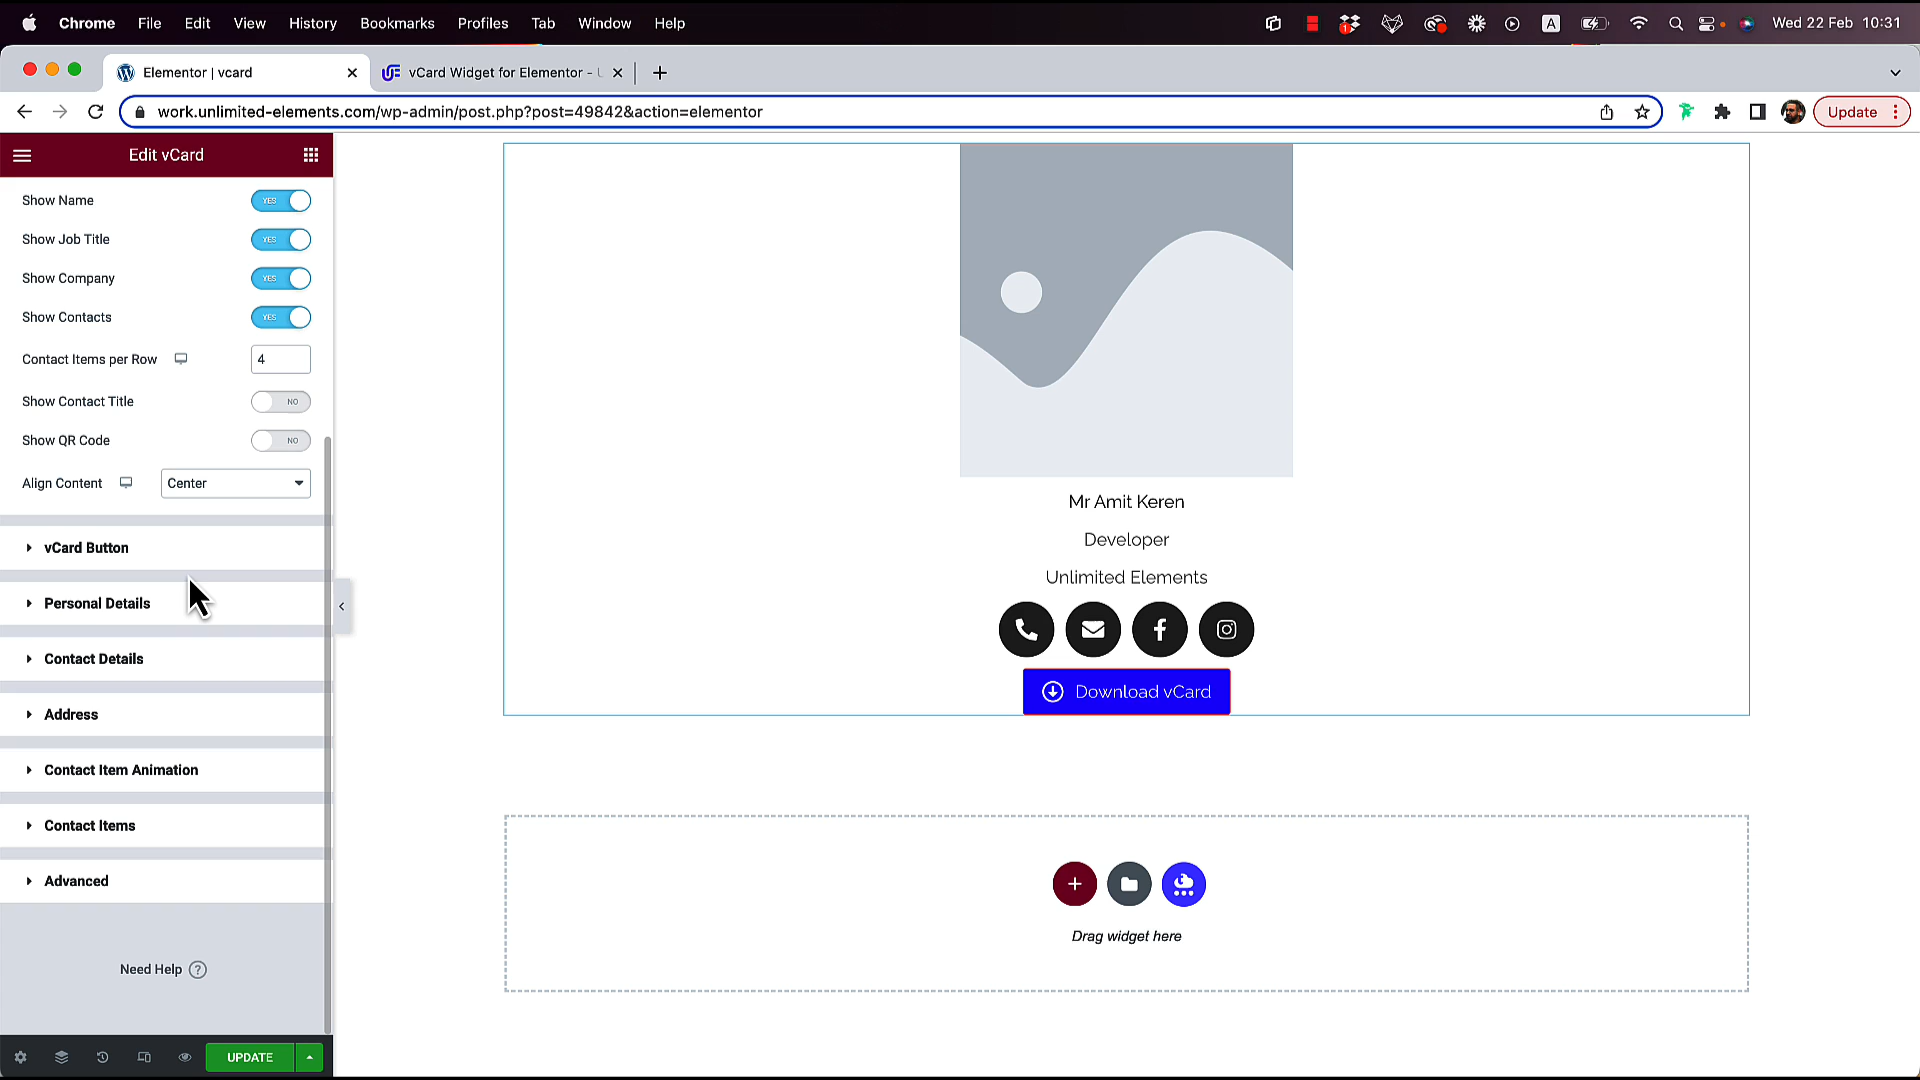 Chrome File Edit View History Bookmarks Profiles Tab Window Help A Wed 22 Feb 10:31
Elementor | vcard vCard Widget for Elementor - U
work.unlimited-elements.com/wp-admin/post.php?post=49842&action=elementor Update
Edit vCard
Show Name YES
Show Job Title YES
Show Company YES
Show Contacts YES
Contact Items per Row 4
Show Contact Title NO
Show QR Code NO
Align Content Center
vCard Button
Personal Details
Contact Details
Address
Contact Item Animation
Contact Items
Advanced
Need Help ?
UPDATE
Mr Amit Keren
Developer
Unlimited Elements
Download vCard
Drag widget here